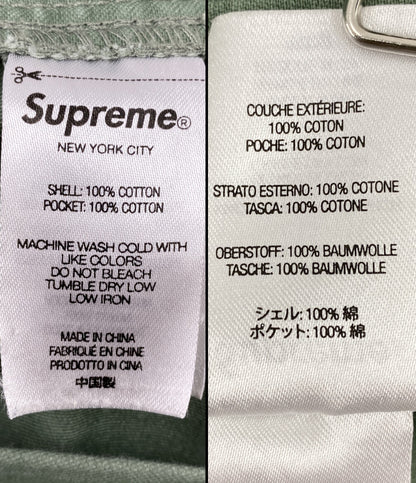 Supreme®
NEW YORK CITY
SHELL: 100% COTTON
POCKET: 100% COTTON
MACHINE WASH COLD WITH
LIKE COLORS
DO NOT BLEACH
TUMBLE DRY LOW
LOW IRON
MADE IN CHINA
FABRIQUÉ EN CHINE
PRODOTTO IN CINA
中国製
COUCHE EXTÉRIEURE:
100% COTON
POCHE: 100% COTON
STRATO ESTERNO: 100% COTONE
TASCA: 100% COTONE
OBERSTOFF: 100% BAUMWOLLE
TASCHE: 100% BAUMWOLLE
シェル: 100% 綿
ポケット: 100% 綿